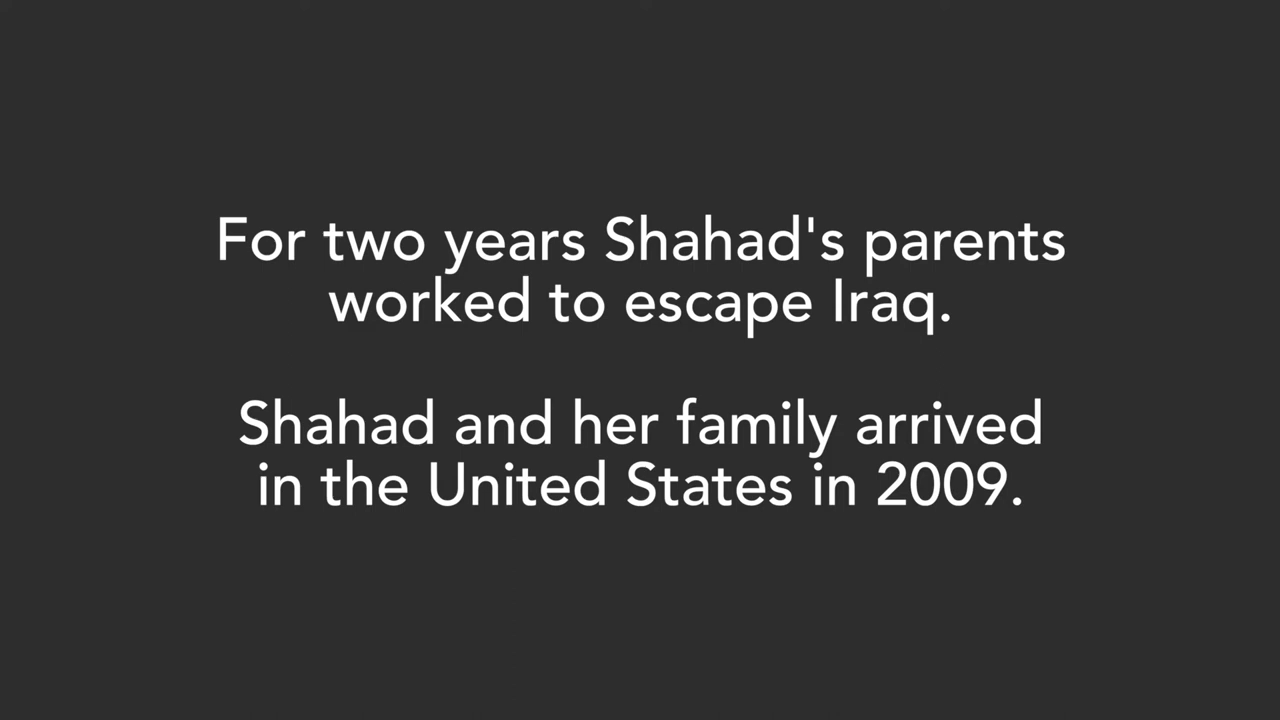 For two years Shahad's parents
worked to escape Iraq.
Shahad and her family arrived
in the United States in 2009.